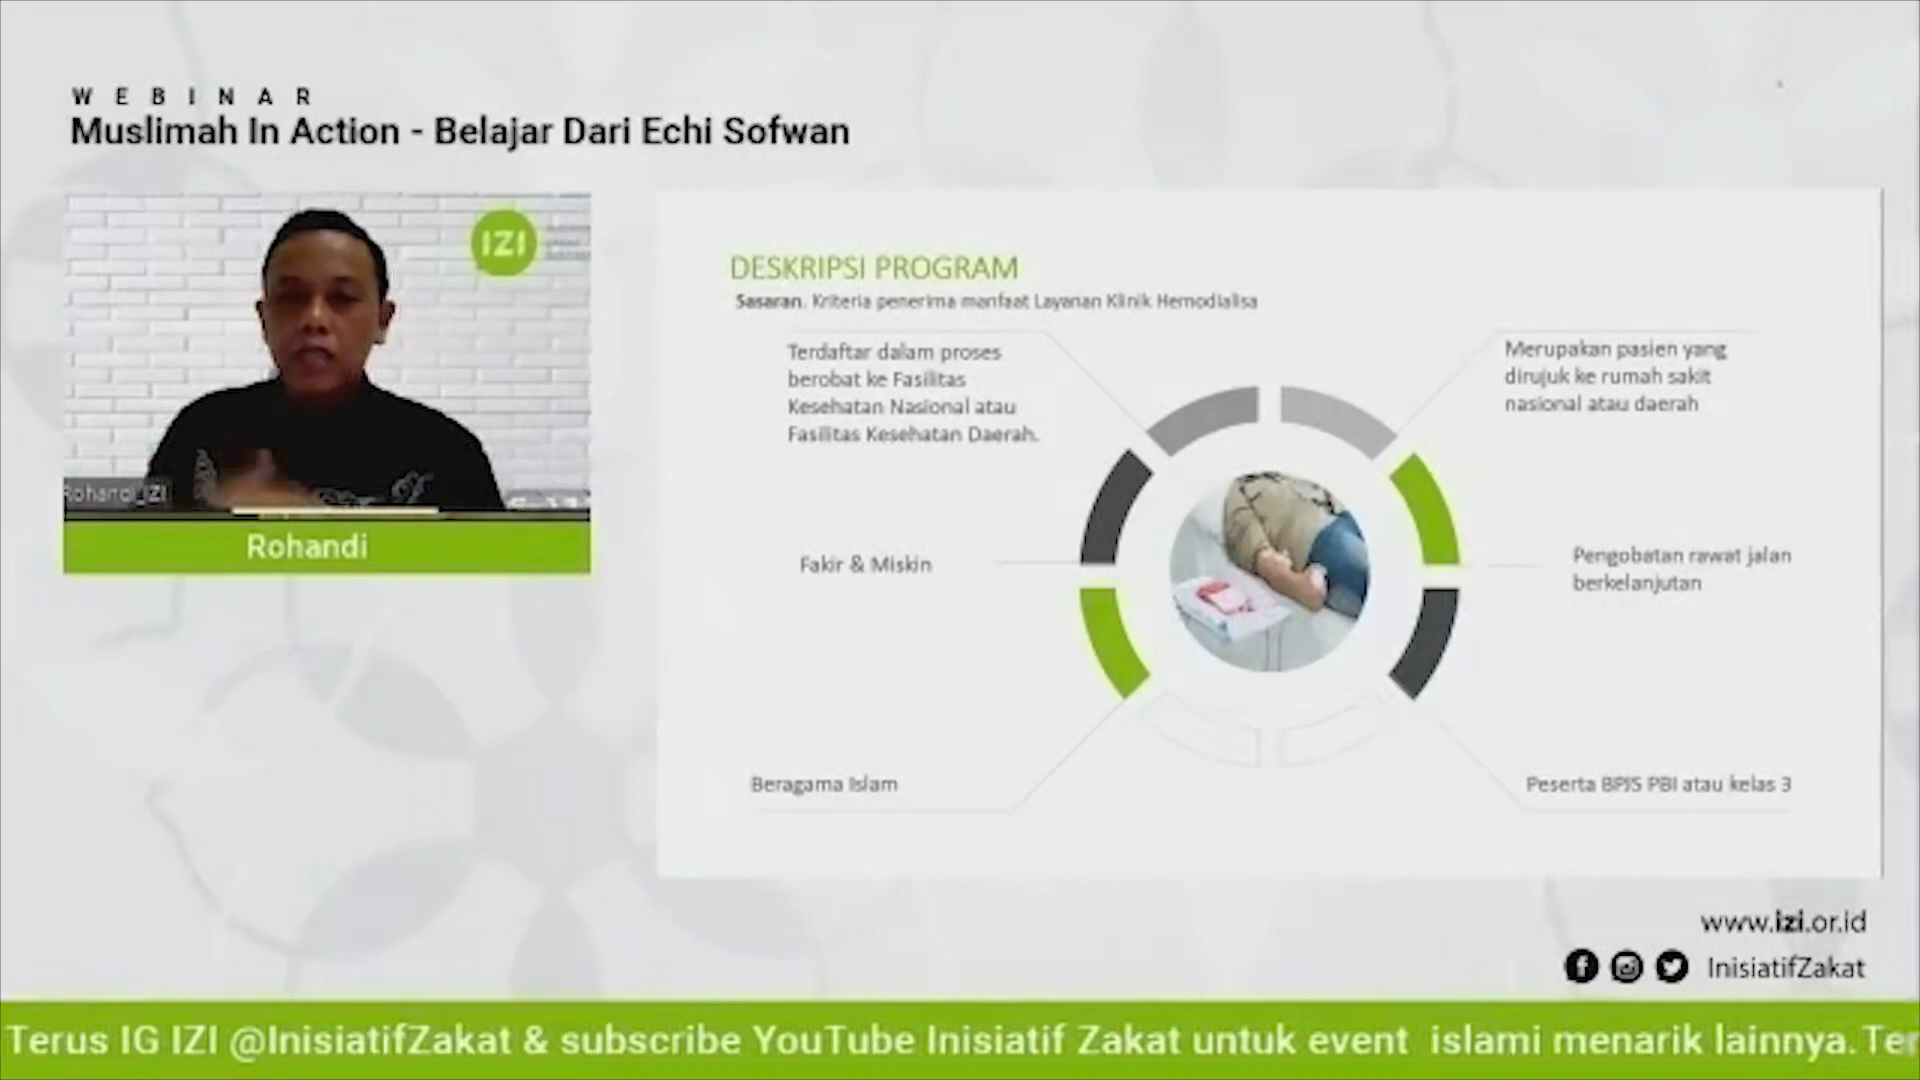 WEBINAR
Muslimah In Action - Belajar Dari Echi Sofwan
IZI
Rohandi_IZI
Rohandi
DESKRIPSI PROGRAM
Sasaran. Kriteria penerima manfaat Layanan Klinik Hemodialisa
Terdaftar dalam proses
berobat ke Fasilitas
Kesehatan Nasional atau
Fasilitas Kesehatan Daerah.
Merupakan pasien yang
dirujuk ke rumah sakit
nasional atau daerah
Fakir & Miskin
Pengobatan rawat jalan
berkelanjutan
Beragama Islam
Peserta BPJS PBI atau kelas 3
www.izi.or.id
InisiatifZakat
Terus IG IZI @InisiatifZakat & subscribe YouTube Inisiatif Zakat untuk event islami menarik lainnya. Ter